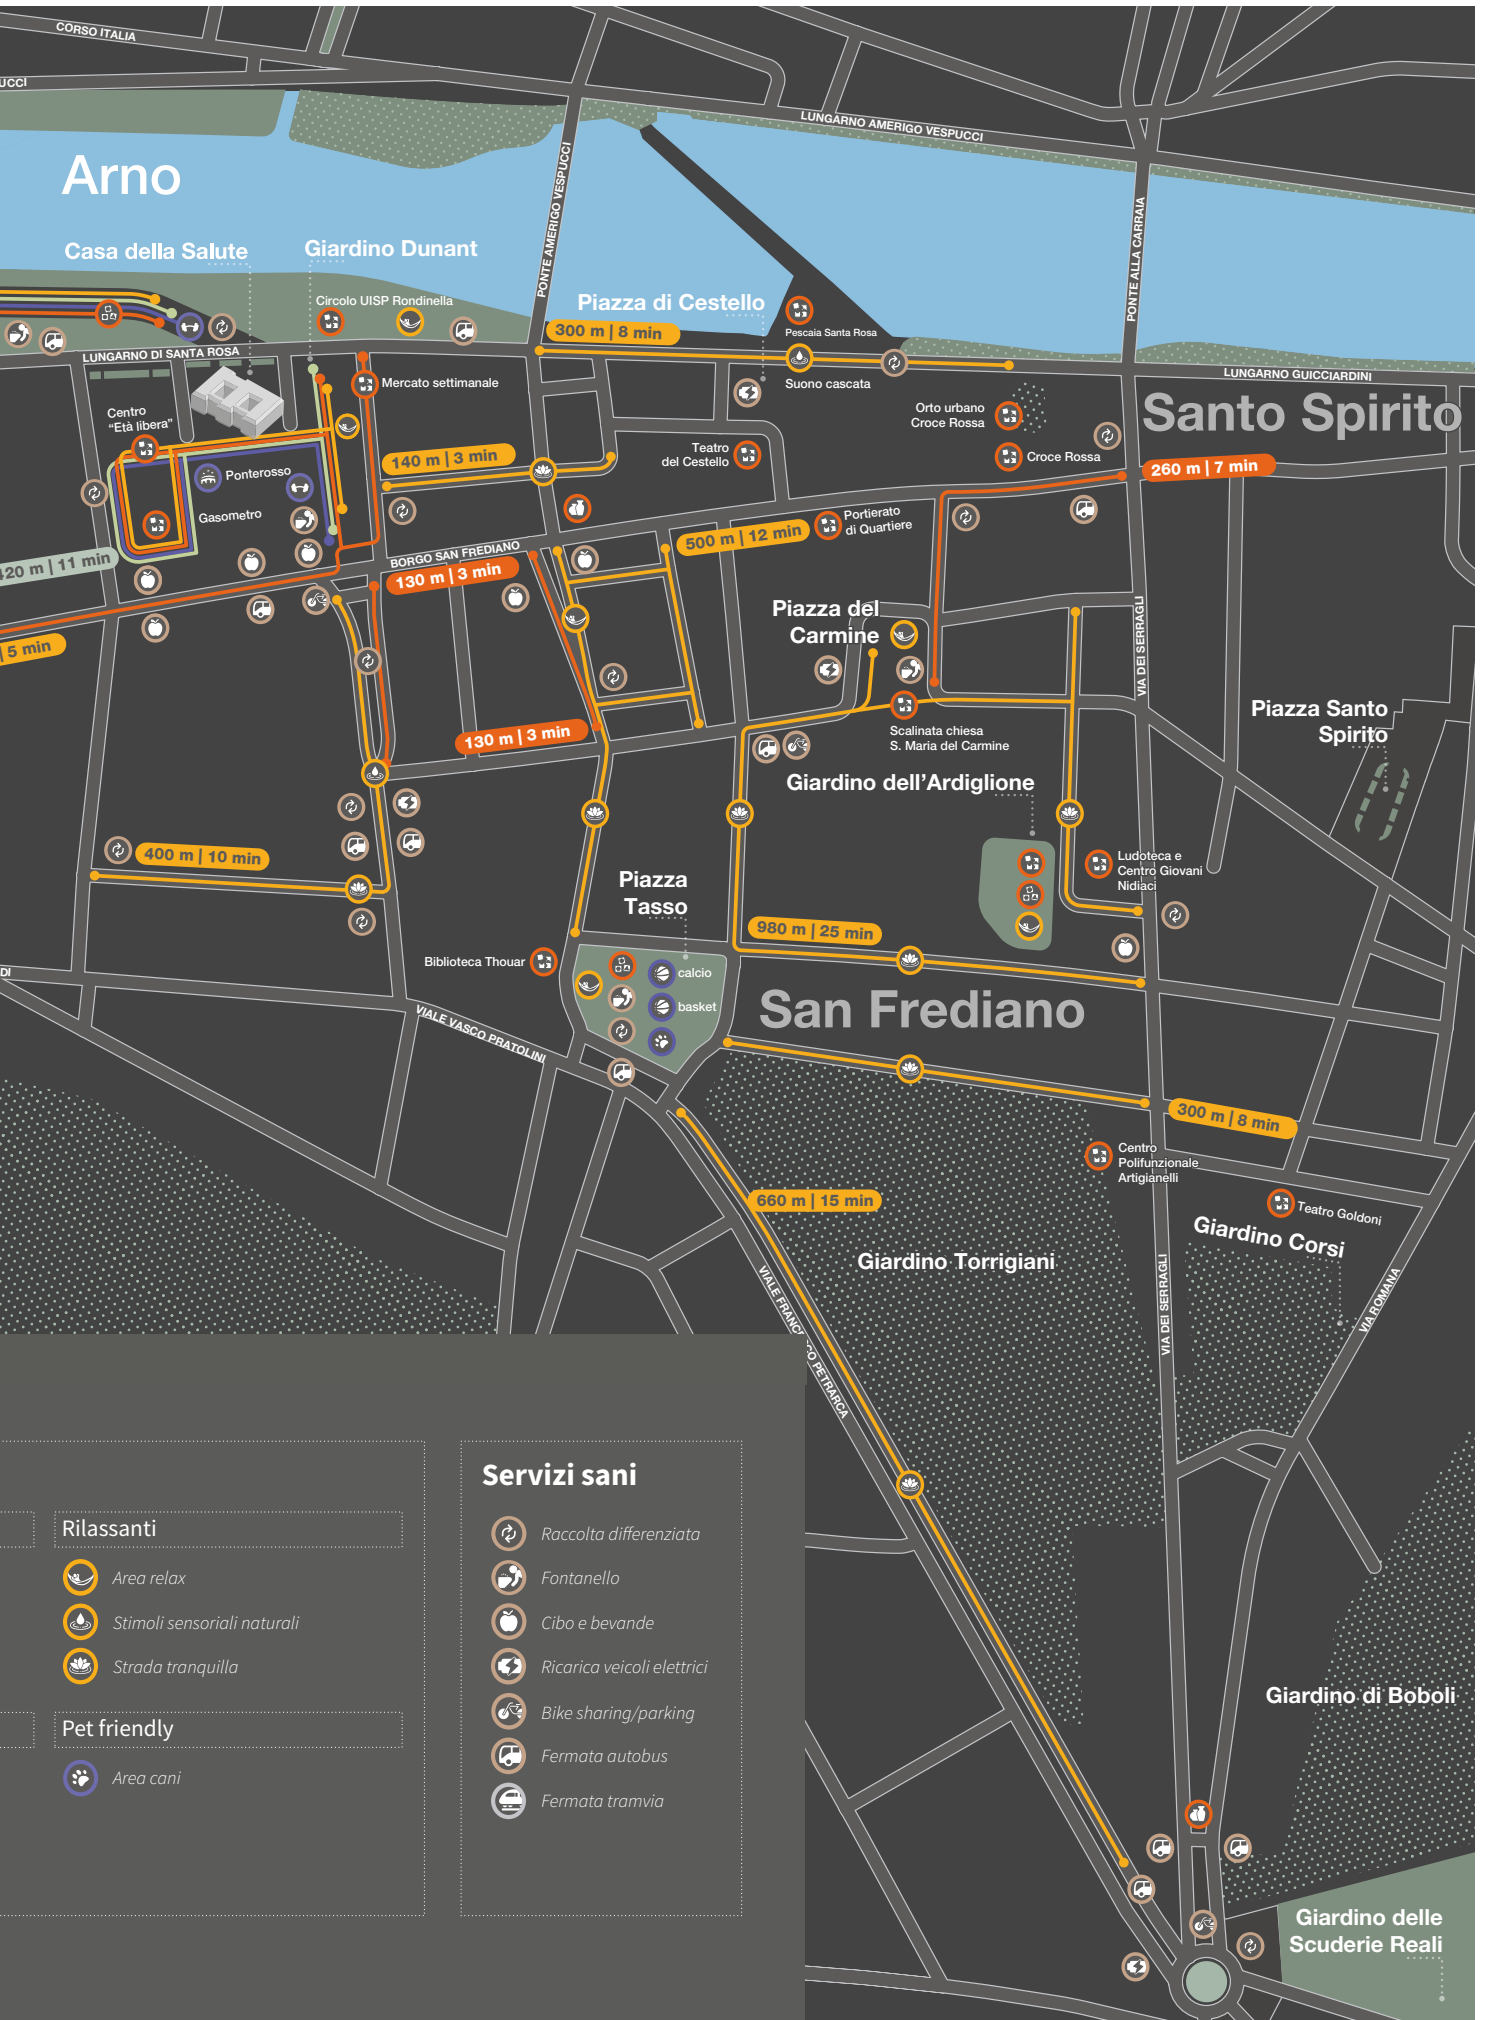 CORSO ITALIA
UCCI
LUNGARNO AMERIGO VESPUCCI
Arno
PONTE AMERIGO VESPUCCI
PONTE ALLA CARRAIA
Casa della Salute
Giardino Dunant
Circolo UISP Rondinella
Piazza di Cestello
Pescaia Santa Rosa
300 m | 8 min
LUNGARNO DI SANTA ROSA
Suono cascata
LUNGARNO GUICCIARDINI
Mercato settimanale
Santo Spirito
Centro
“Età libera”
Orto urbano
Croce Rossa
140 m | 3 min
Teatro
del Cestello
Croce Rossa
260 m | 7 min
Ponterosso
Gasometro
Portierato
di Quartiere
500 m | 12 min
BORGO SAN FREDIANO
420 m | 11 min
130 m | 3 min
Piazza del
Carmine
VIA DEI SERRAGLI
| 5 min
130 m | 3 min
Scalinata chiesa
S. Maria del Carmine
Piazza Santo
Spirito
Giardino dell’Ardiglione
400 m | 10 min
Ludoteca e
Centro Giovani
Nidiaci
Piazza
Tasso
980 m | 25 min
Biblioteca Thouar
calcio
basket
DI
San Frediano
VIALE VASCO PRATOLINI
300 m | 8 min
Centro
Polifunzionale
Artigianelli
660 m | 15 min
Teatro Goldoni
Giardino Corsi
Giardino Torrigiani
VIALE FRANCESCO PETRARCA
VIA DEI SERRAGLI
VIA ROMANA
Servizi sani
Rilassanti
Area relax
Stimoli sensoriali naturali
Strada tranquilla
Pet friendly
Area cani
Raccolta differenziata
Fontanello
Cibo e bevande
Ricarica veicoli elettrici
Bike sharing/parking
Fermata autobus
Fermata tramvia
Giardino di Boboli
Giardino delle
Scuderie Reali